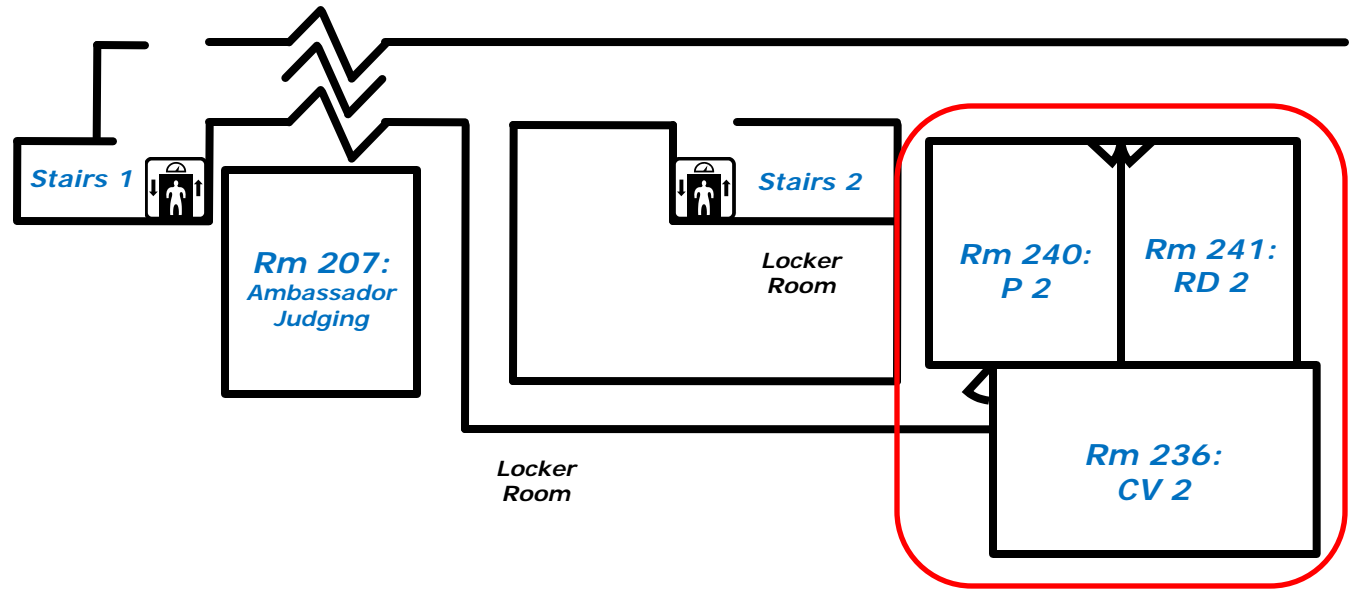 Stairs 1
Rm 207:
Ambassador
Judging
Stairs 2
Locker
Room
Rm 240:
P 2
Rm 241:
RD 2
Locker
Room
Rm 236:
CV 2